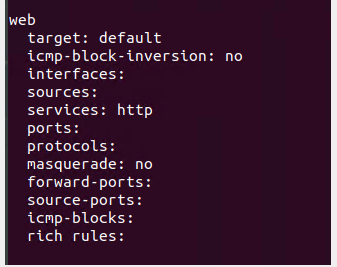 web
target: default
icmp-block-inversion: no
interfaces:
sources:
services: http
ports:
protocols:
masquerade: no
forward-ports:
source-ports:
icmp-blocks:
rich rules: